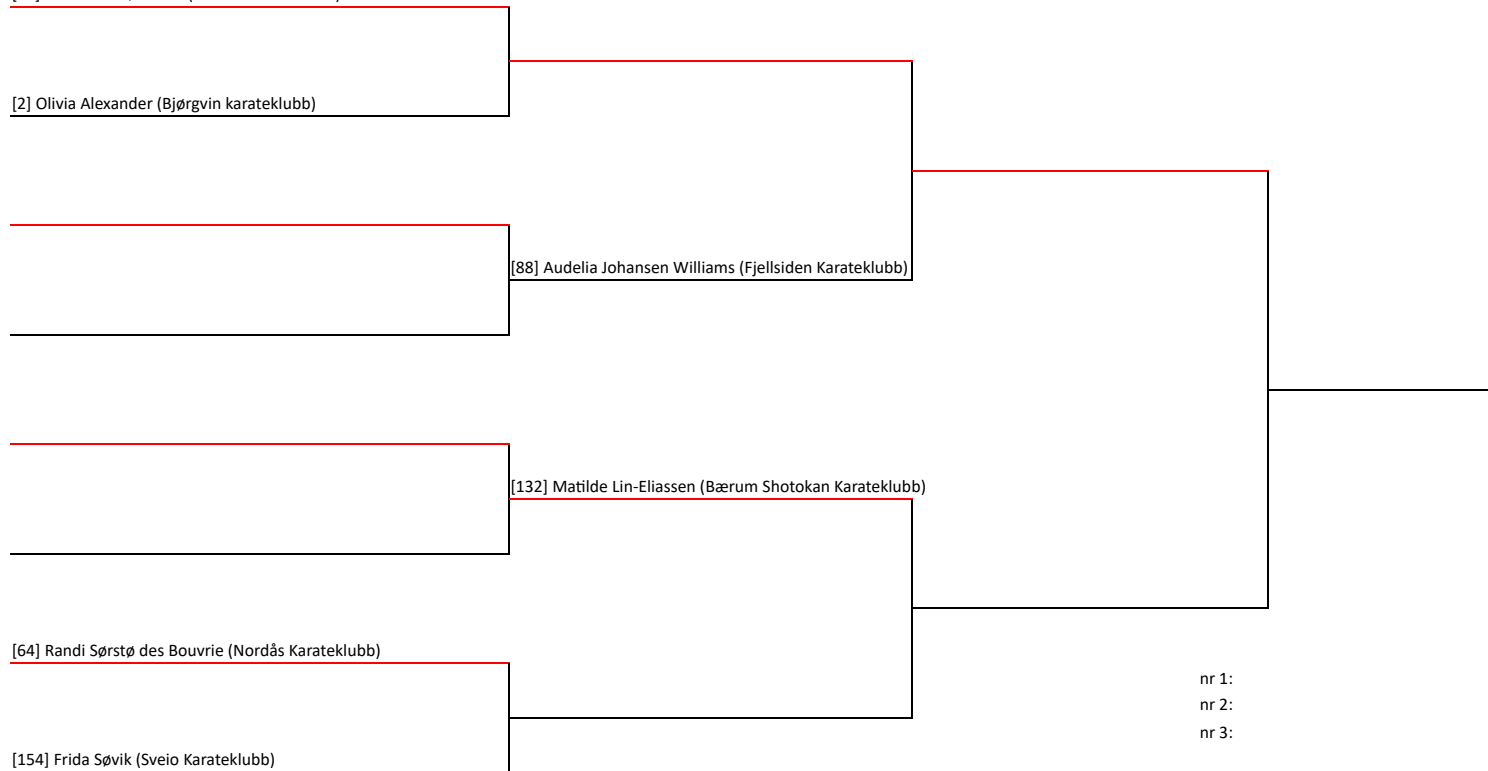 [2] Olivia Alexander (Bjørgvin karateklubb)
[88] Audelia Johansen Williams (Fjellsiden Karateklubb)
[132] Matilde Lin-Eliassen (Bærum Shotokan Karateklubb)
[64] Randi Sørstø des Bouvrie (Nordås Karateklubb)
nr 1:
nr 2:
nr 3:
[154] Frida Søvik (Sveio Karateklubb)